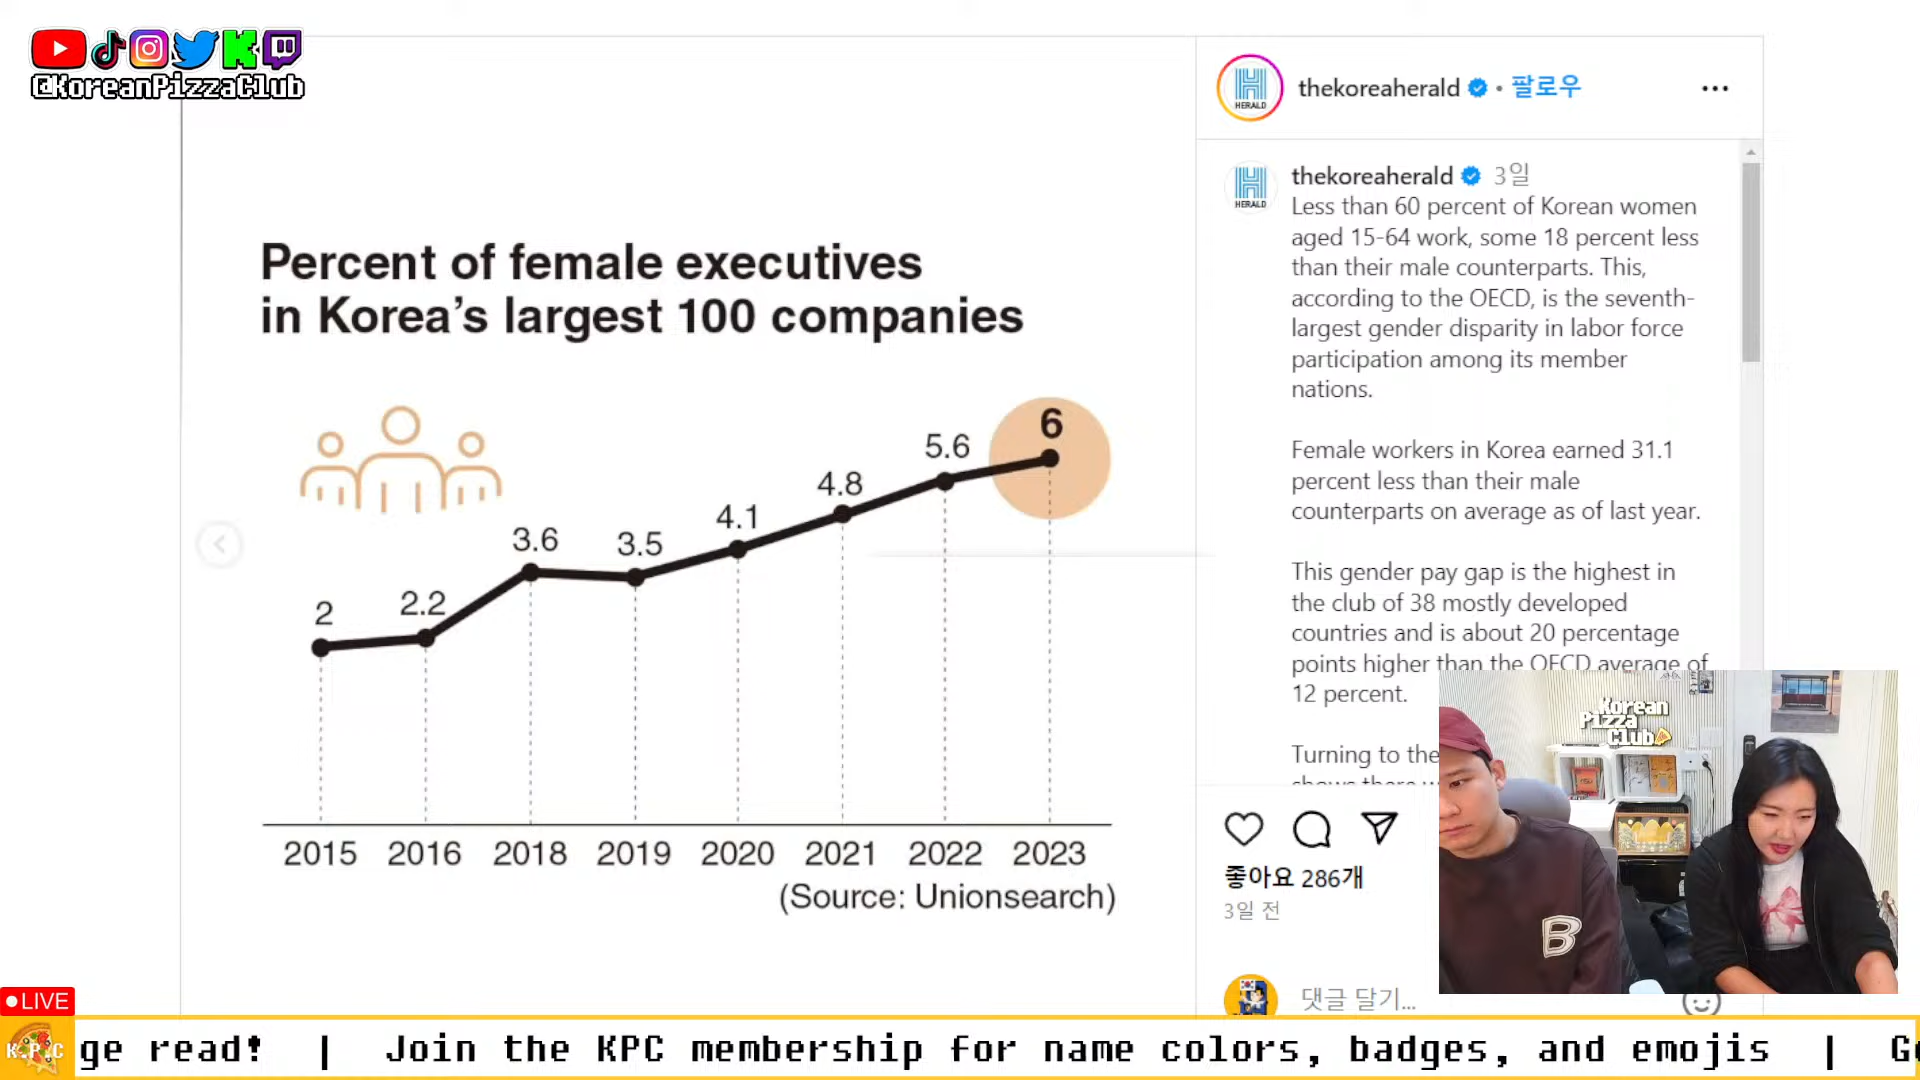 @KoreanPizzaClub
Percent of female executives
in Korea's largest 100 companies
2
2.2
3.6
3.5
4.1
4.8
5.6
6
2015 2016 2018 2019 2020 2021 2022 2023
(Source: Unionsearch)
HERALD
thekoreaherald • 팔로우
HERALD
thekoreaherald 3일
Less than 60 percent of Korean women
aged 15-64 work, some 18 percent less
than their male counterparts. This,
according to the OECD, is the seventh-
largest gender disparity in labor force
participation among its member
nations.
Female workers in Korea earned 31.1
percent less than their male
counterparts on average as of last year.
This gender pay gap is the highest in
the club of 38 mostly developed
countries and is about 20 percentage
points higher than the OECD average of
12 percent.
Turning to the
shows there
좋아요 286개
3일 전
댓글 달기...
Korean
Pizza
Club
B
LIVE
K.P.C
ge read! | Join the KPC membership for name colors, badges, and emojis | G